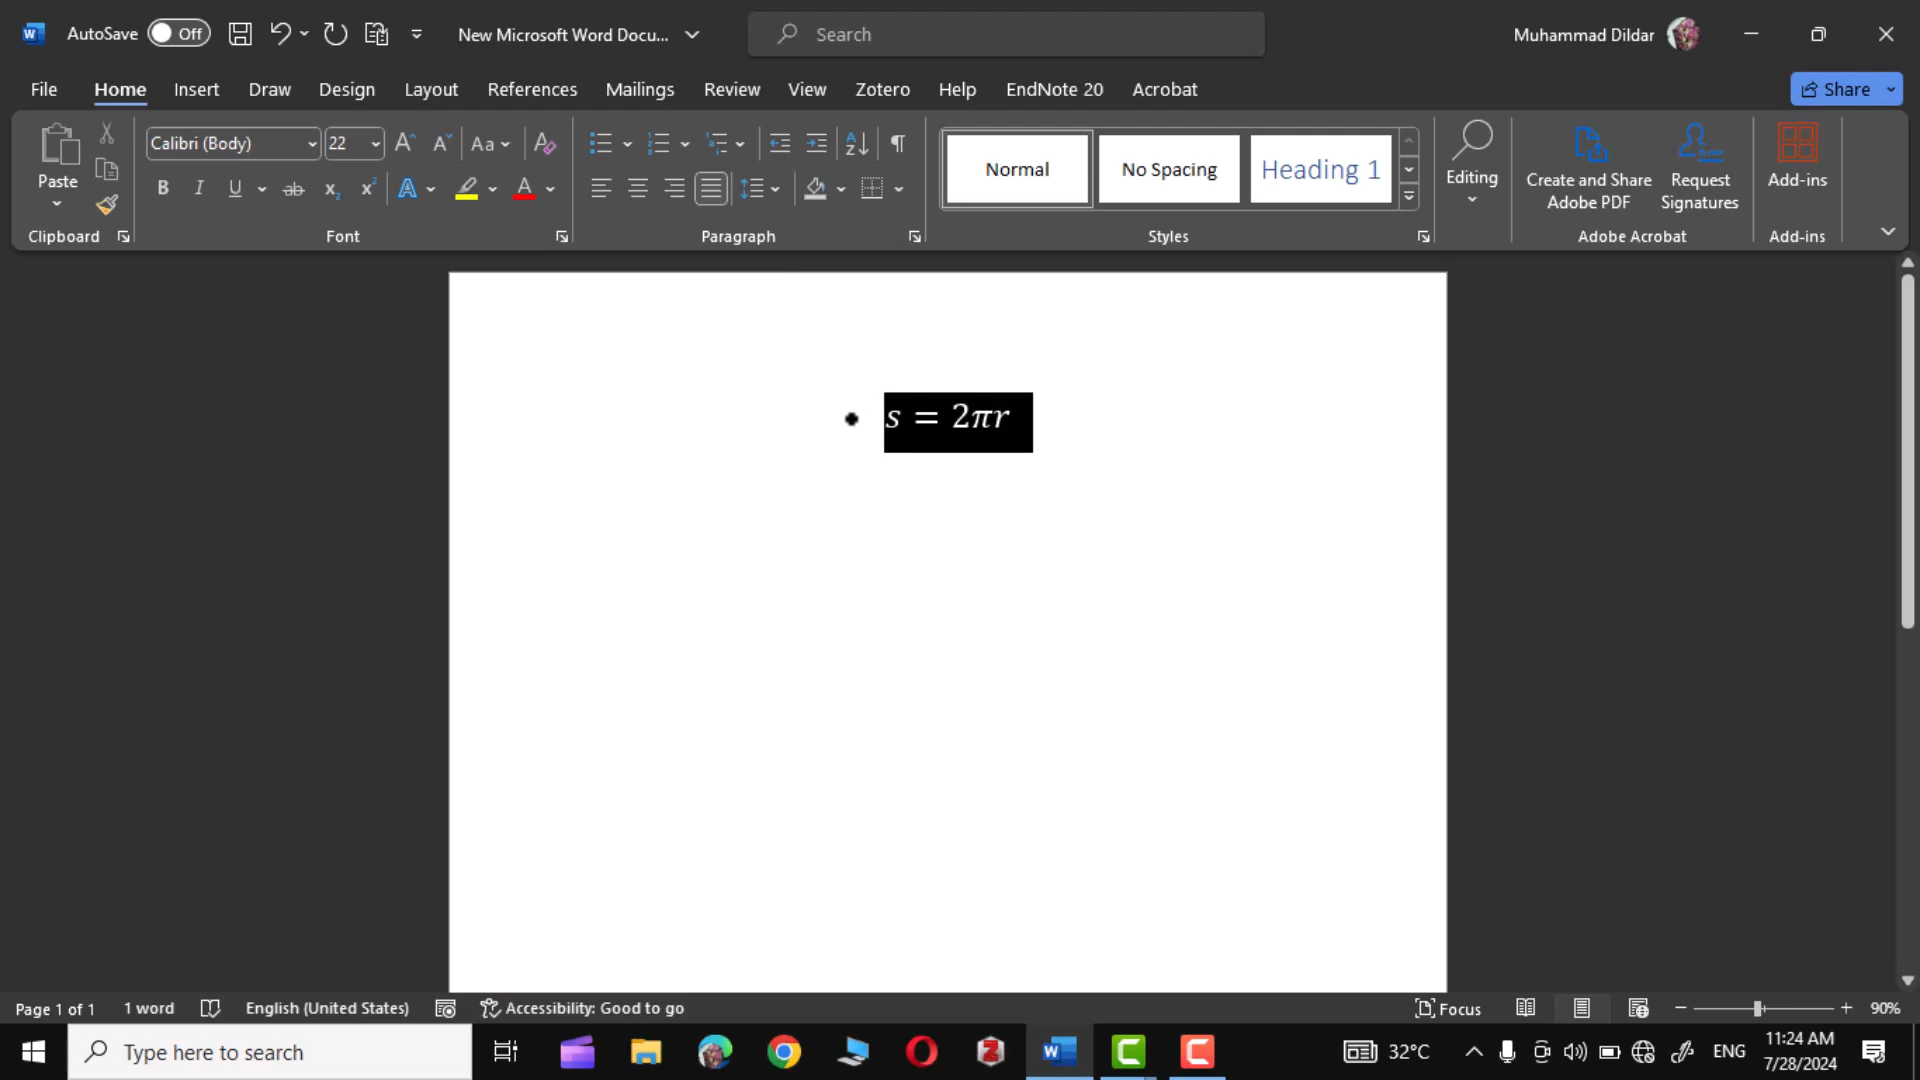 AutoSave Off New Microsoft Word Docu... Search Muhammad Dildar
File Home Insert Draw Design Layout References Mailings Review View Zotero Help EndNote 20 Acrobat Share
Calibri (Body) 22 Aa
Paste
Normal No Spacing Heading 1
Editing
Create and Share Adobe PDF
Request Signatures
Add-ins
Clipboard Font Paragraph Styles Adobe Acrobat Add-ins
• s = 2πr
Page 1 of 1 1 word English (United States) Accessibility: Good to go Focus 90%
Type here to search 32°C ENG 11:24 AM
7/28/2024